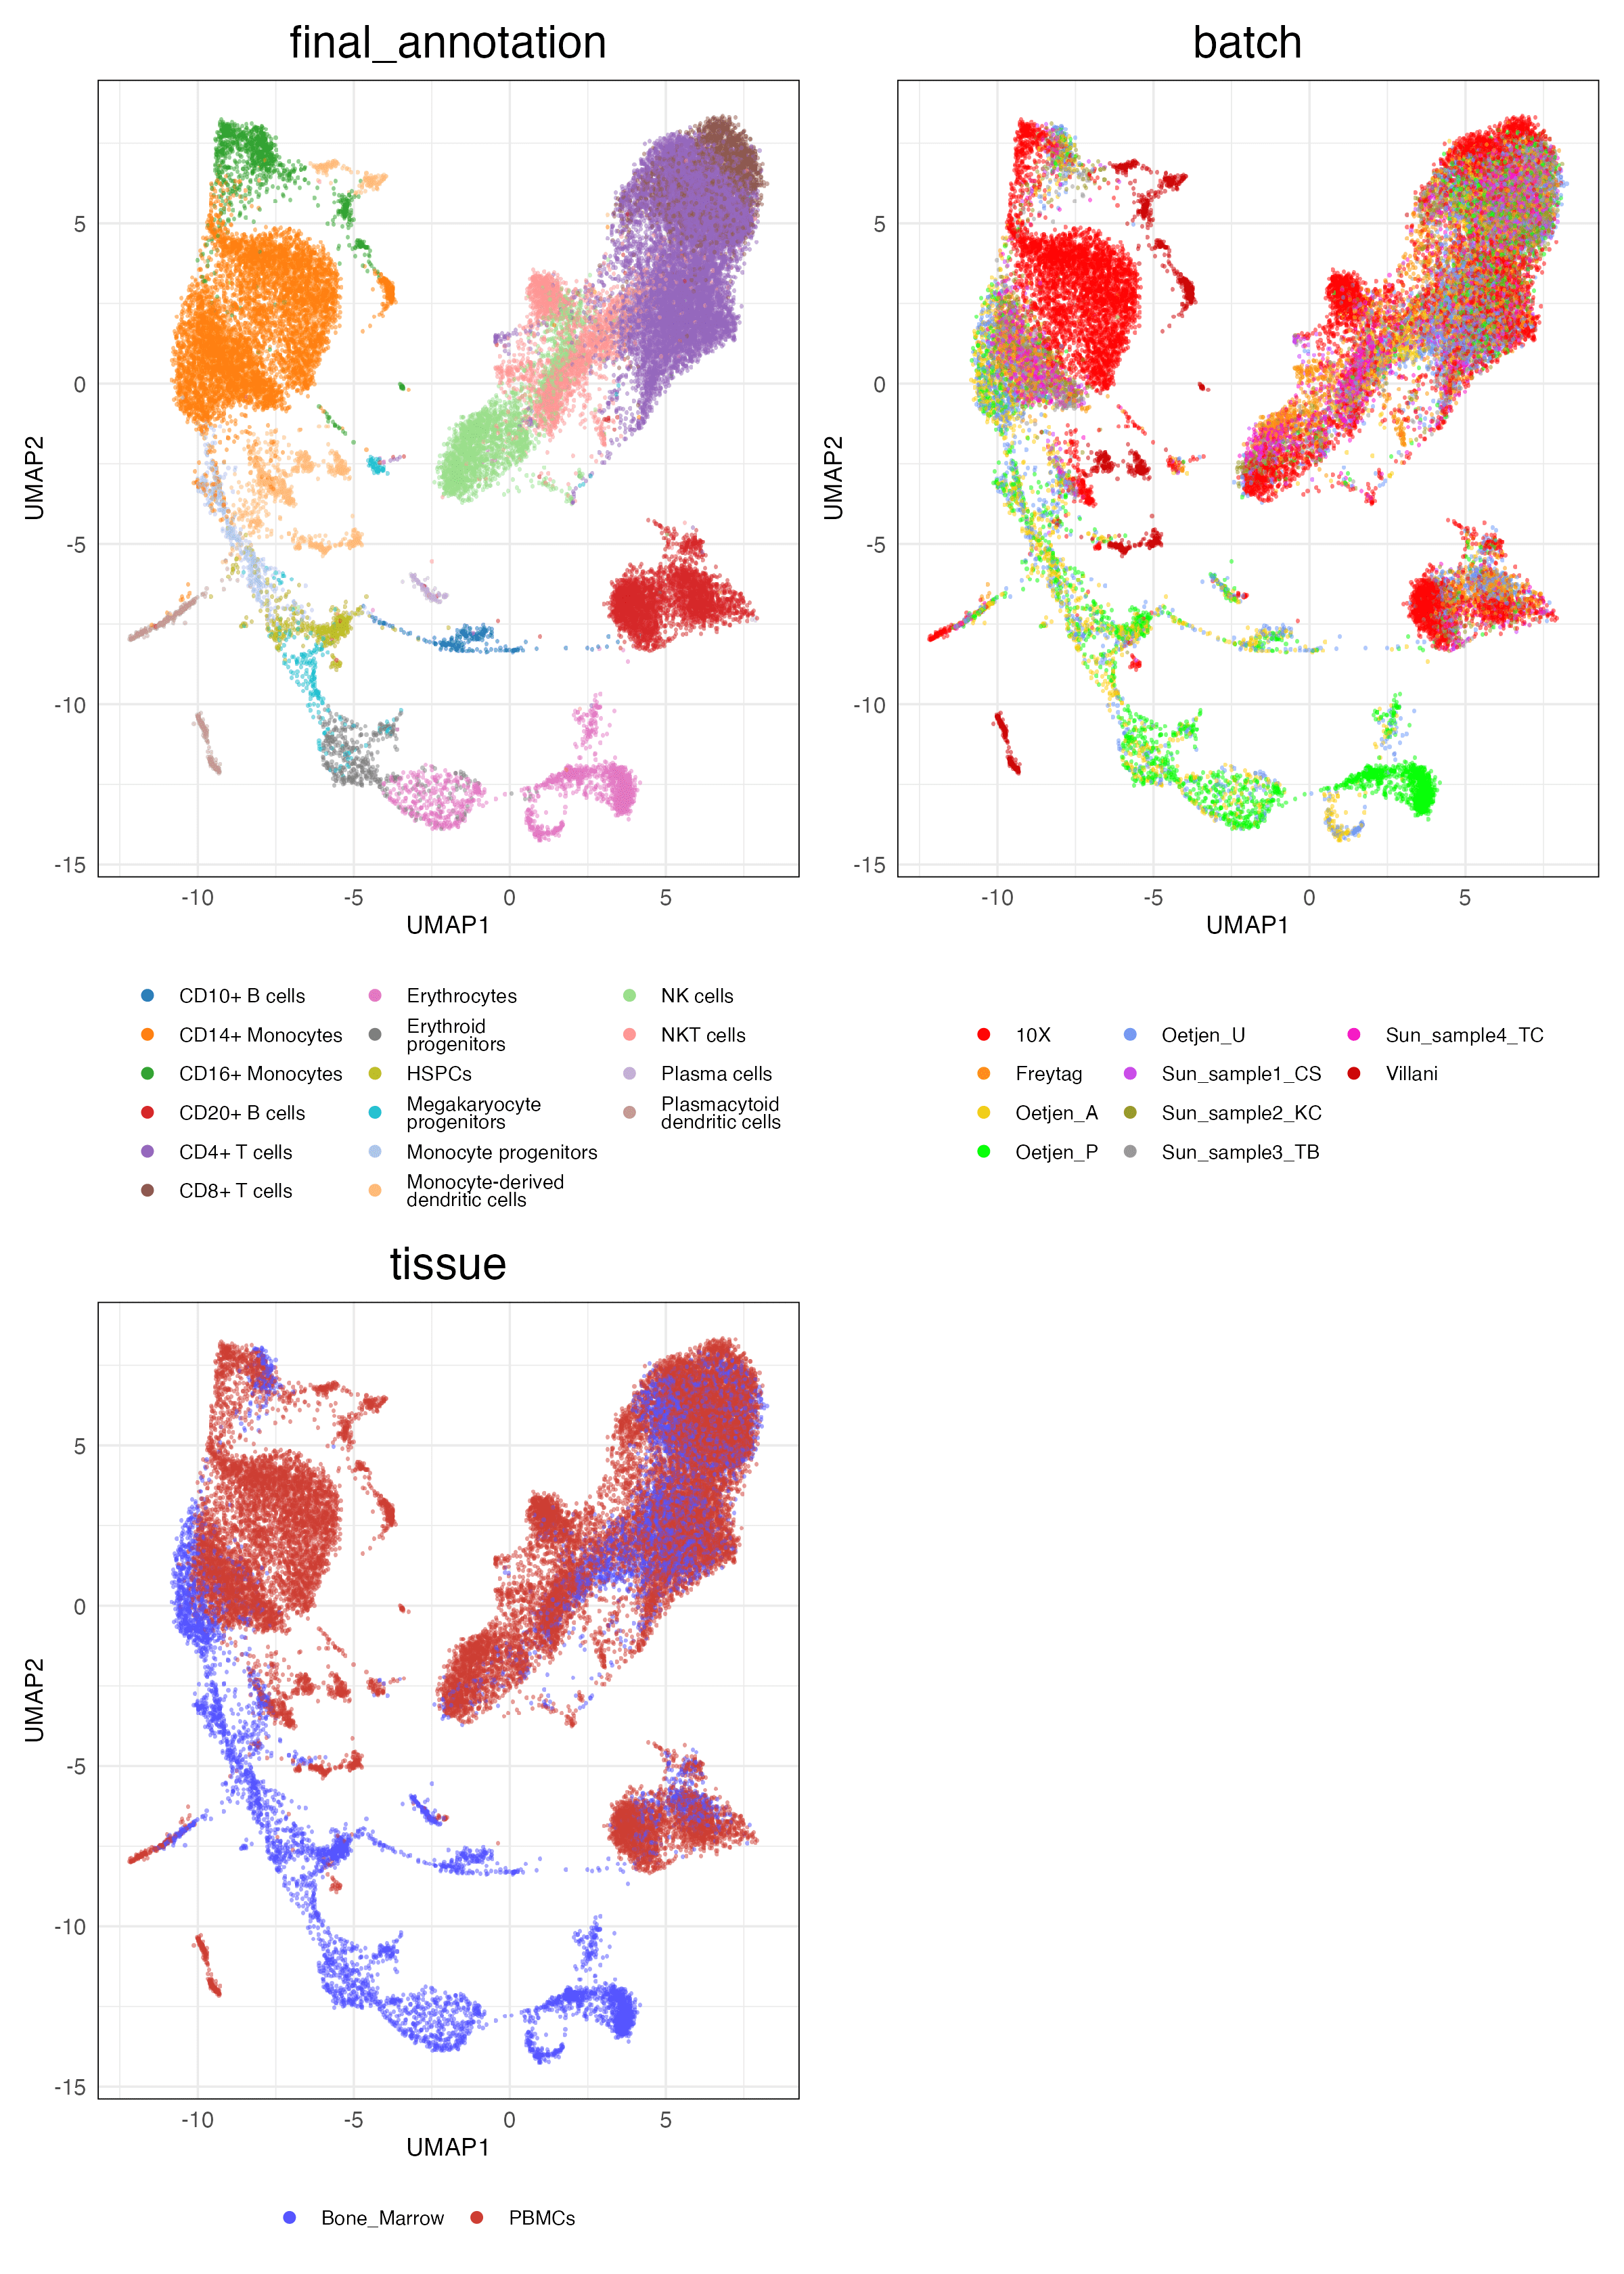 final_annotation
batch
5
0
-5
-10
-15
UMAP2
-10
-5
0
5
UMAP1
5
0
-5
-10
-15
UMAP2
-10
-5
0
5
UMAP1
CD10+ B cells
CD14+ Monocytes
CD16+ Monocytes
CD20+ B cells
CD4+ T cells
CD8+ T cells
Erythrocytes
Erythroid
progenitors
HSPCs
Megakaryocyte
progenitors
Monocyte progenitors
Monocyte-derived
dendritic cells
NK cells
NKT cells
Plasma cells
Plasmacytoid
dendritic cells
10X
Freytag
Oetjen_A
Oetjen_P
Oetjen_U
Sun_sample1_CS
Sun_sample2_KC
Sun_sample3_TB
Sun_sample4_TC
Villani
tissue
5
0
-5
-10
-15
UMAP2
-10
-5
0
5
UMAP1
Bone_Marrow
PBMCs